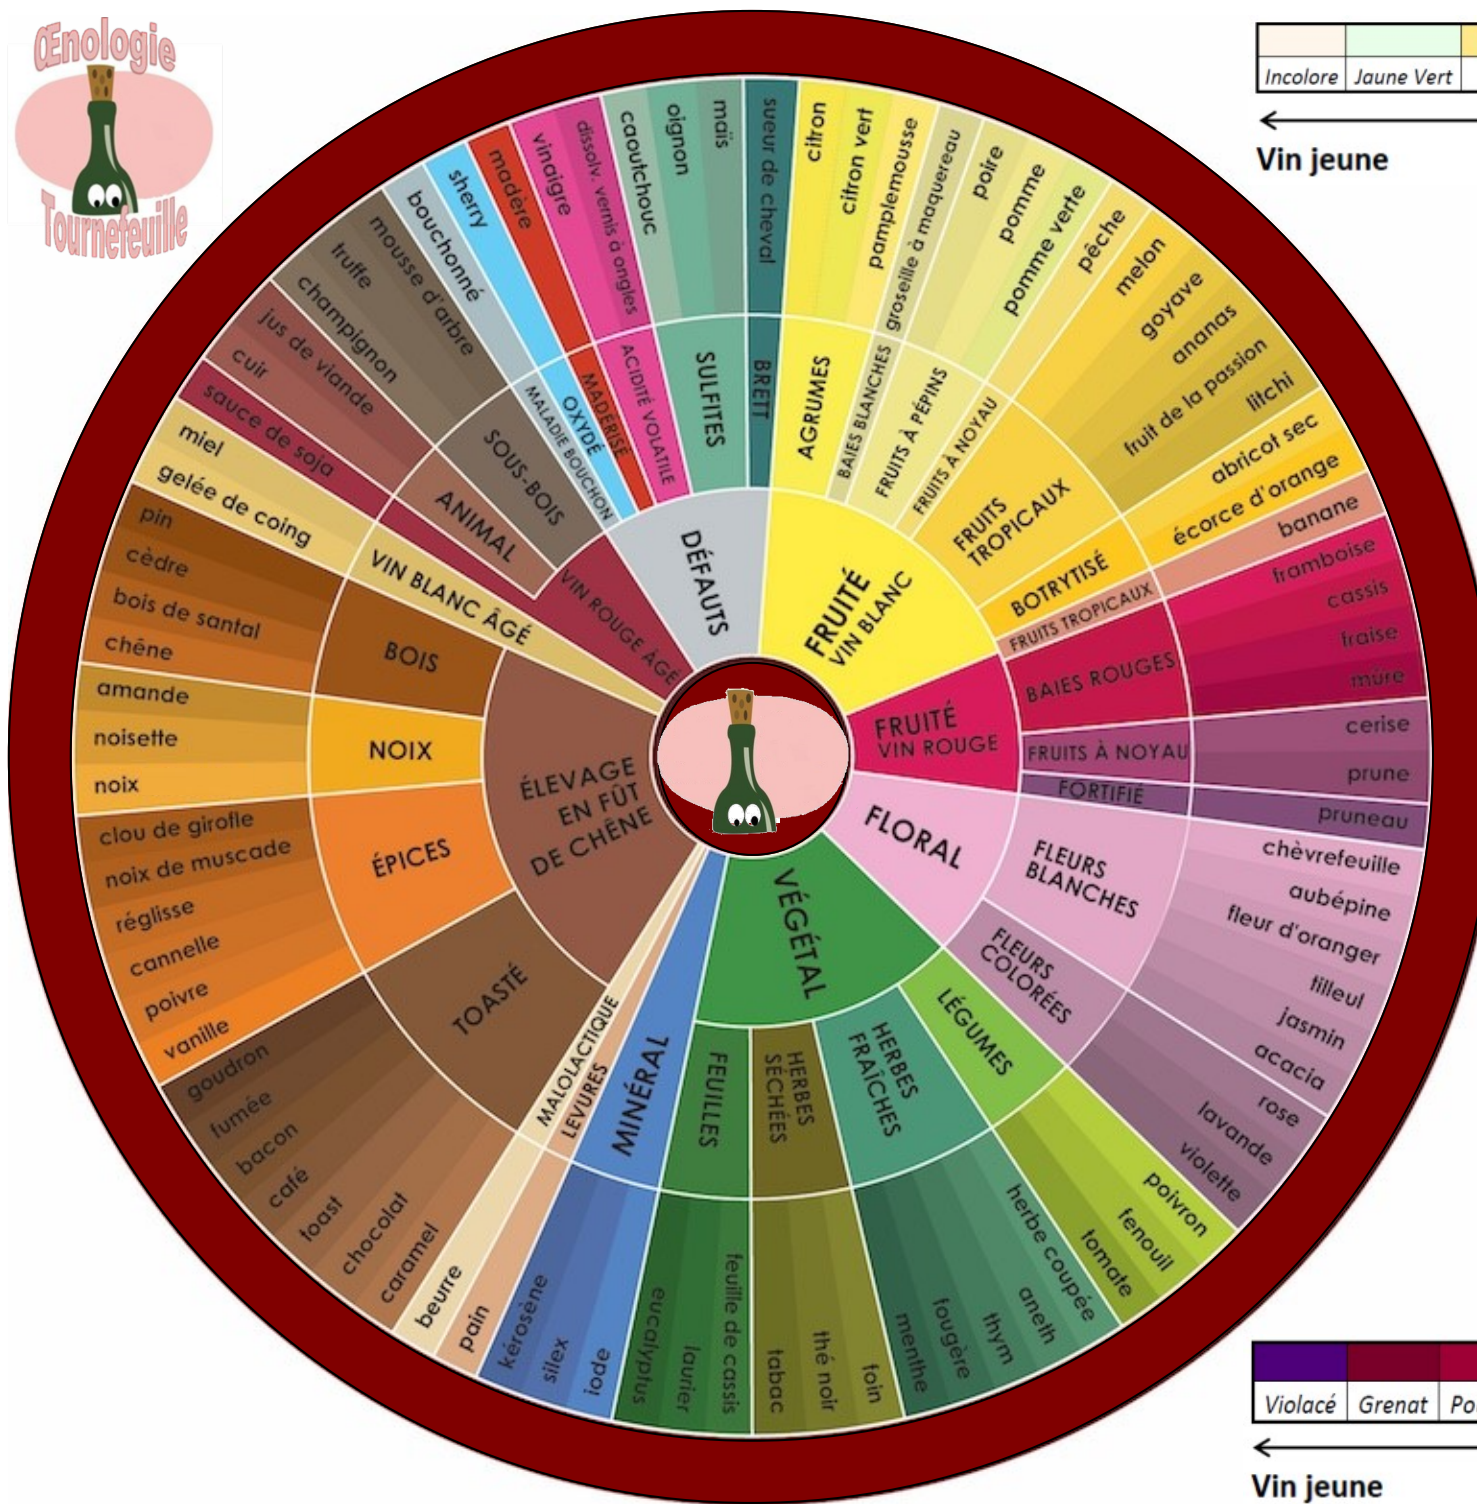 Œnologie
Tournefeuille
Incolore
Jaune Vert
Vin jeune
DÉFAUTS
MALADIE BOUCHON
bouchonné
OXYDÉ
sherry
MADÉRISÉ
madère
ACIDITÉ VOLATILE
vinaigre
dissolv. vernis à ongles
SULFITES
caoutchouc
oignon
maïs
BRETT
sueur de cheval
FRUITÉ
VIN BLANC
AGRUMES
citron
citron vert
pamplemousse
BAIES BLANCHES
groseille à maquereau
FRUITS À PÉPINS
poire
pomme
pomme verte
FRUITS À NOYAU
pêche
FRUITS
TROPICAUX
melon
goyave
ananas
fruit de la passion
litchi
BOTRYTISÉ
abricot sec
écorce d'orange
FRUITÉ
VIN ROUGE
FRUITS TROPICAUX
banane
BAIES ROUGES
framboise
cassis
fraise
mûre
FRUITS À NOYAU
cerise
prune
FORTIFIÉ
pruneau
FLORAL
FLEURS
BLANCHES
chèvrefeuille
aubépine
fleur d'oranger
tilleul
jasmin
acacia
FLEURS
COLORÉES
rose
lavande
violette
VÉGÉTAL
LÉGUMES
poivron
fenouil
tomate
HERBES
FRAÎCHES
herbe coupée
aneth
thym
fougère
menthe
HERBES
SÉCHÉES
foin
thé noir
tabac
FEUILLES
feuille de cassis
laurier
eucalyptus
MINÉRAL
iode
silex
kérosène
LEVURES
pain
MALOLACTIQUE
beurre
ÉLEVAGE
EN FÛT
DE CHÊNE
TOASTÉ
caramel
chocolat
toast
café
bacon
fumée
goudron
ÉPICES
vanille
poivre
cannelle
réglisse
noix de muscade
clou de girofle
NOIX
noix
noisette
amande
BOIS
chêne
bois de santal
cèdre
pin
VIN BLANC ÂGÉ
gelée de coing
miel
VIN ROUGE ÂGÉ
sauce de soja
ANIMAL
cuir
jus de viande
SOUS-BOIS
champignon
truffe
mousse d'arbre
Violacé
Grenat
Vin jeune